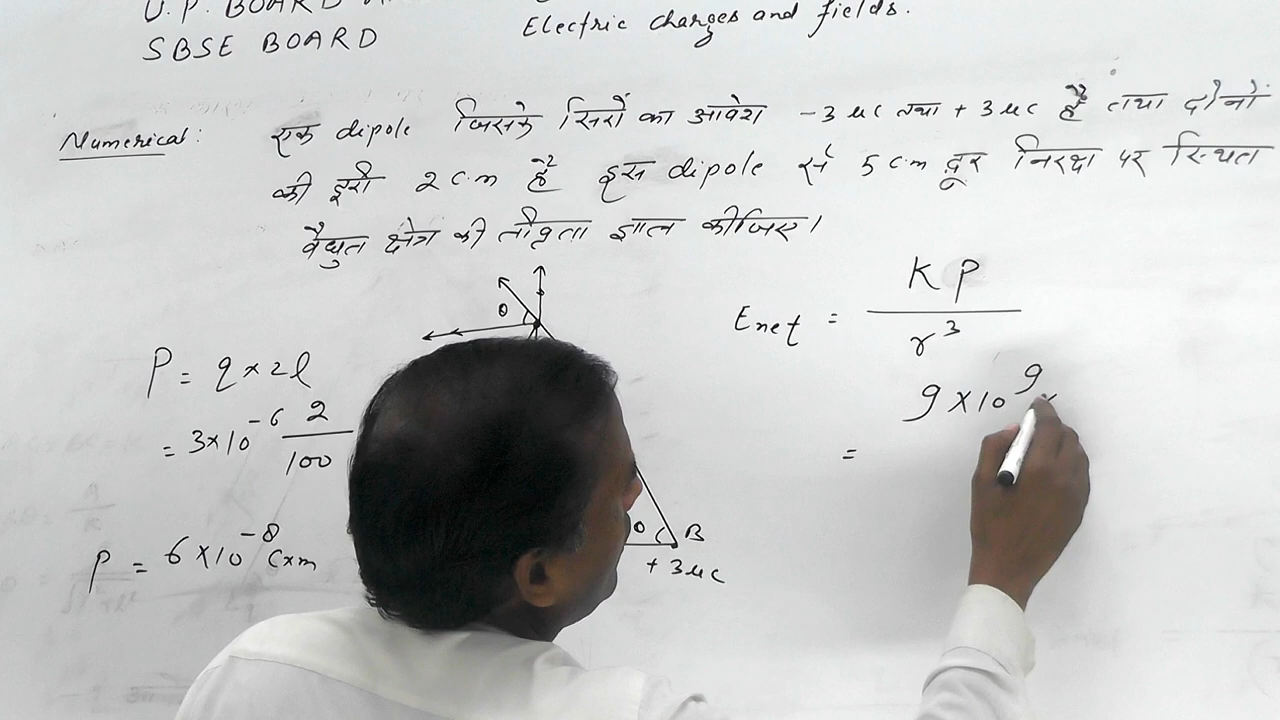 U. P. BOARD
SBSE BOARD
Electric charges and fields.
Numerical: एक dipole जिसके सिरों का आवेश -3 μc तथा +3 μc है तथा दोनों
की दूरी 2 cm है इस dipole से 5 cm दूर निरक्ष पर स्थित
वैद्युत क्षेत्र की तीव्रता ज्ञात कीजिए।
P = q × 2l
= 3×10⁻⁶ 2/100
P = 6×10⁻⁸ C×m
θ
θ B
+3μc
Enet = KP/r³
= 9×10⁹